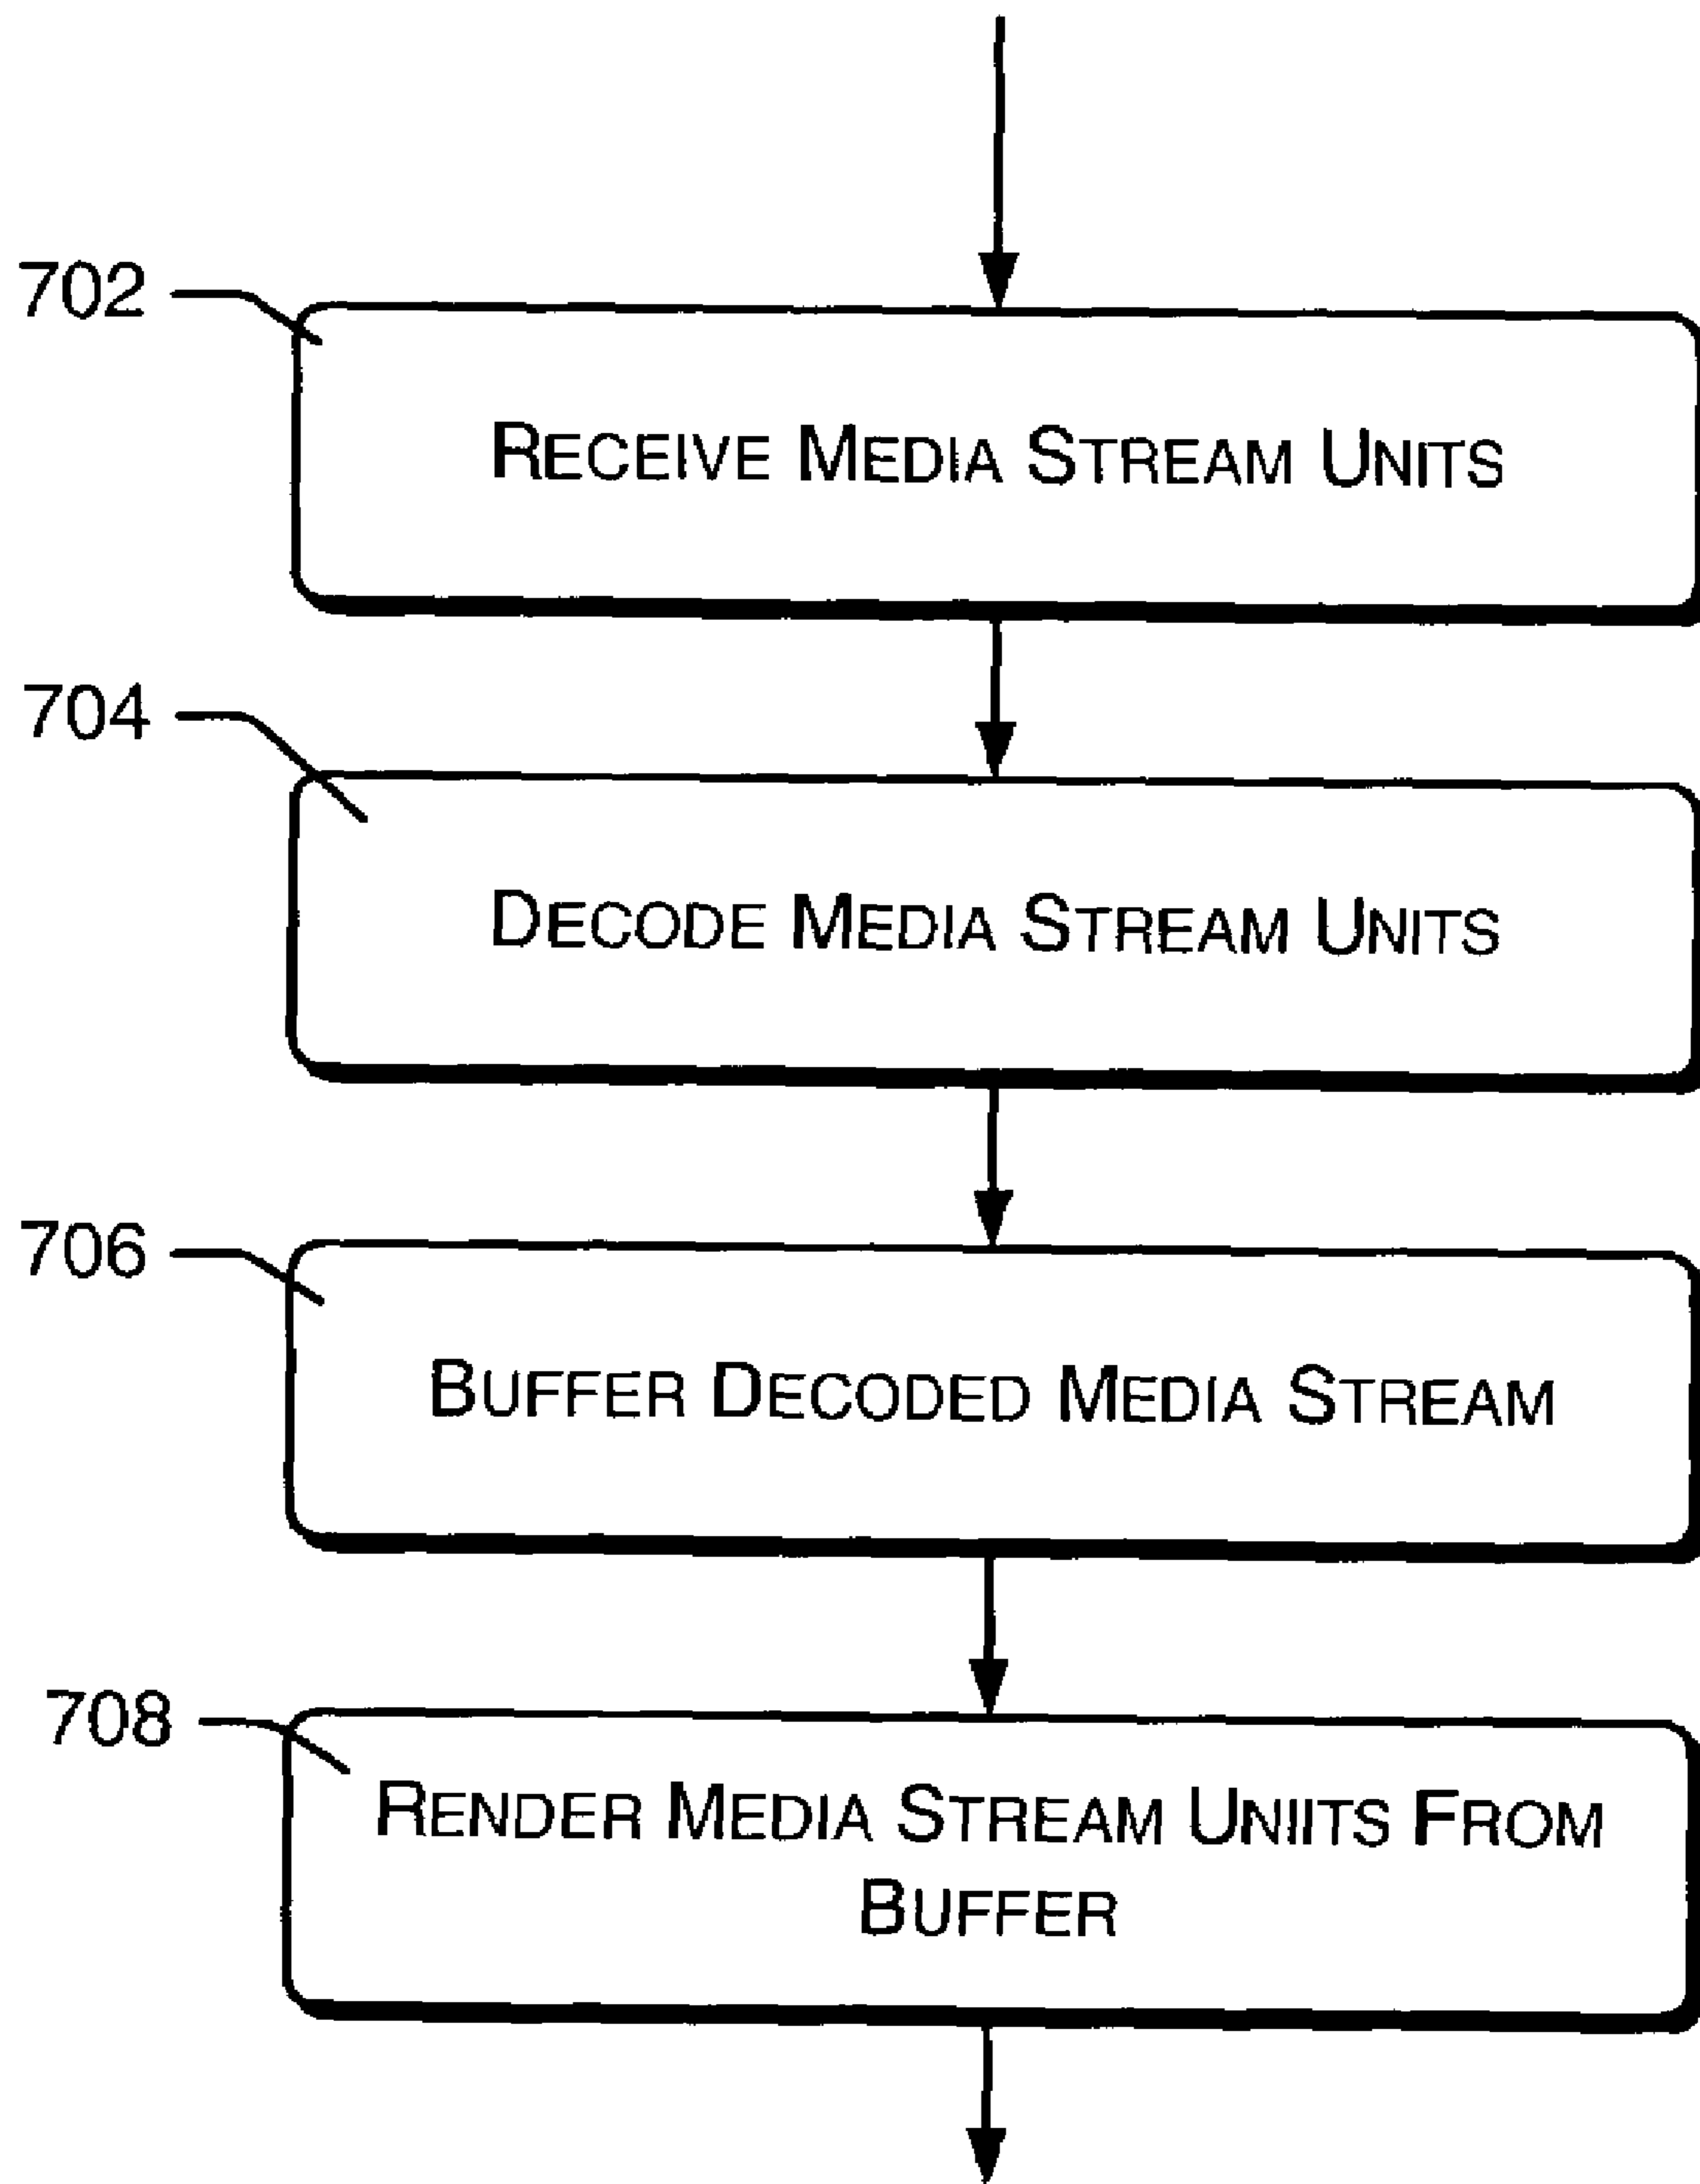 702
RECEIVE MEDIA STREAM UNITS
704
DECODE MEDIA STREAM UNITS
706
BUFFER DECODED MEDIA STREAM
708
RENDER MEDIA STREAM UNIITS FROM
BUFFER